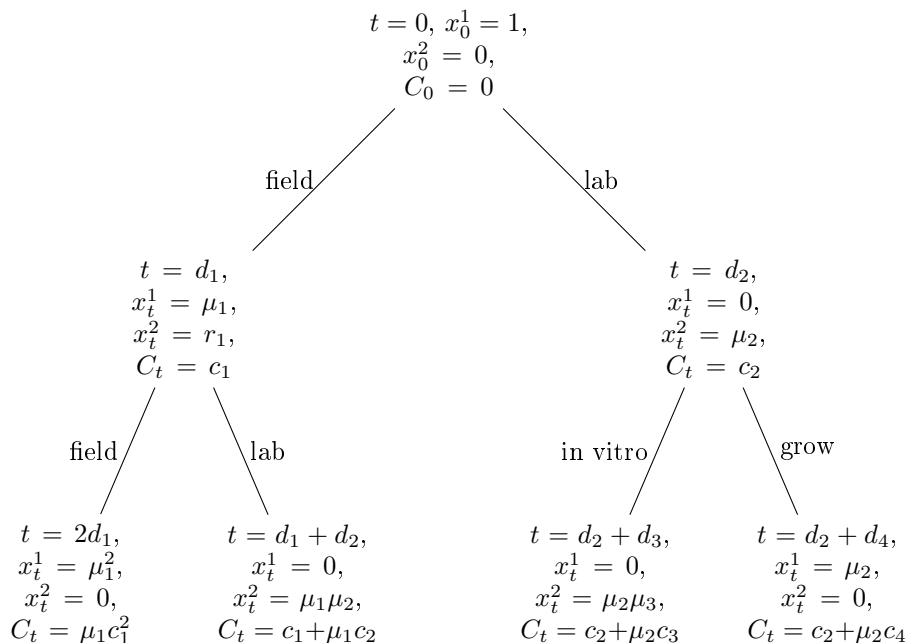 t = 0, x_0^1 = 1,
x_0^2 = 0,
C_0 = 0
field
lab
t = d_1,
x_t^1 = μ_1,
x_t^2 = r_1,
C_t = c_1
t = d_2,
x_t^1 = 0,
x_t^2 = μ_2,
C_t = c_2
field
lab
in vitro
grow
t = 2d_1,
x_t^1 = μ_1^2,
x_t^2 = 0,
C_t = μ_1c_1^2
t = d_1 + d_2,
x_t^1 = 0,
x_t^2 = μ_1μ_2,
C_t = c_1+μ_1c_2
t = d_2 + d_3,
x_t^1 = 0,
x_t^2 = μ_2μ_3,
C_t = c_2+μ_2c_3
t = d_2 + d_4,
x_t^1 = μ_2,
x_t^2 = 0,
C_t = c_2+μ_2c_4